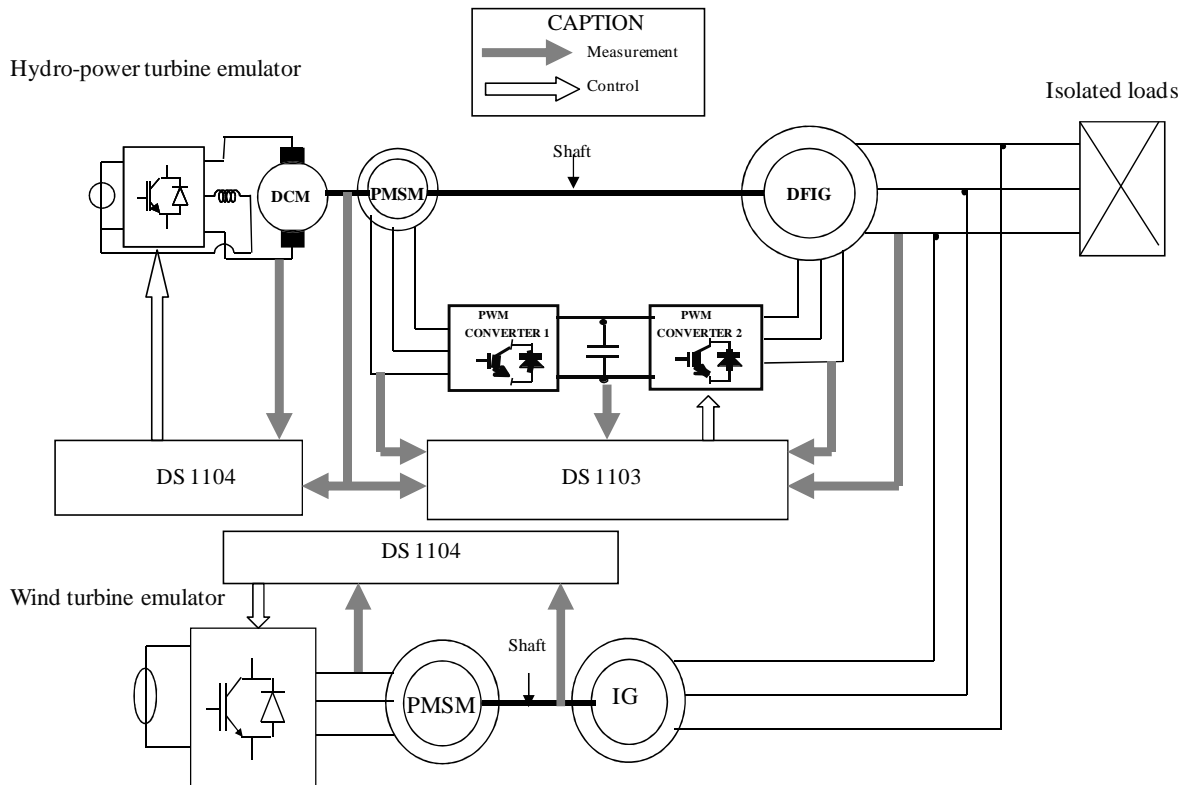 CAPTION
Measurement
Control
Hydro-power turbine emulator
Isolated loads
Shaft
DCM
PMSM
DFIG
PWM
CONVERTER 1
PWM
CONVERTER 2
DS 1104
DS 1103
DS 1104
Wind turbine emulator
Shaft
PMSM
IG